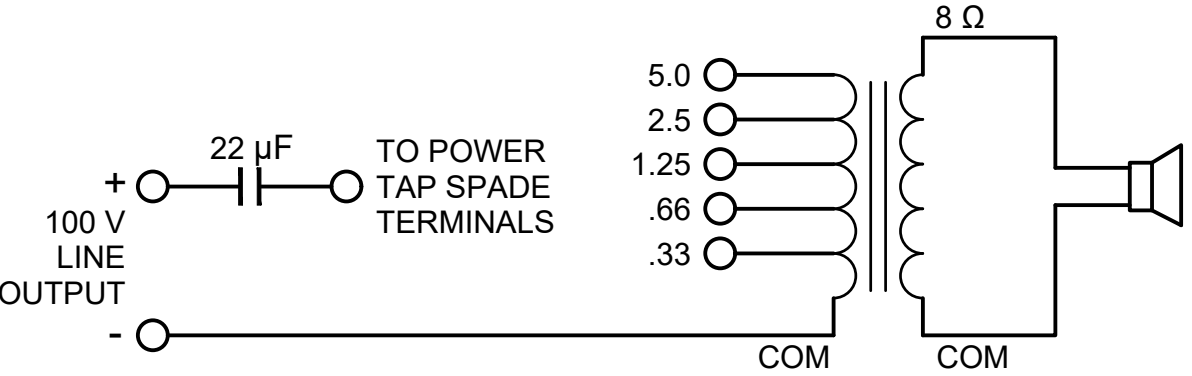 8 Ω
5.0
2.5
1.25
.66
.33
22 µF
TO POWER
TAP SPADE
TERMINALS
+
100 V
LINE
OUTPUT
-
COM
COM